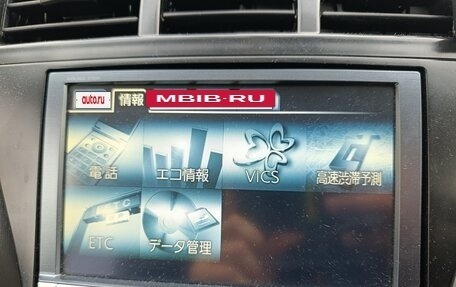 auto.ru
情報
MBIB-RU
電話
エコ情報
VICS
高速渋滞予測
ETC
データ管理